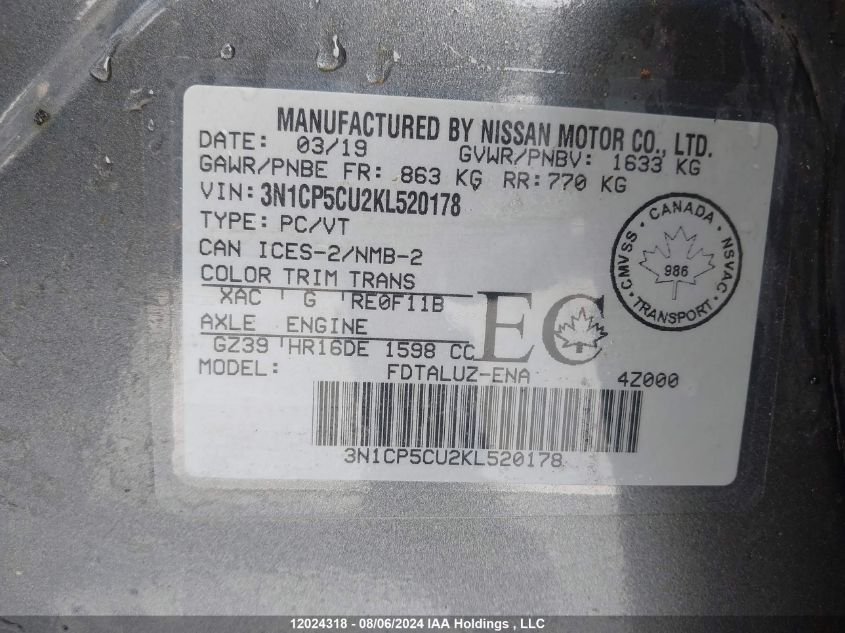 MANUFACTURED BY NISSAN MOTOR CO., LTD.
DATE: 03/19 GVWR/PNBV: 1633 KG
GAWR/PNBE FR: 863 KG RR: 770 KG
VIN: 3N1CP5CU2KL520178
TYPE: PC/VT
CAN ICES-2/NMB-2
COLOR TRIM TRANS
XAC G RE0F11B
AXLE ENGINE
GZ39 HR16DE 1598 CC
EC
MODEL: FDTALUZ-ENA 4Z000
3N1CP5CU2KL520178
CANADA
CMVSS NSVAC
986
TRANSPORT
12024318 - 08/06/2024 IAA Holdings , LLC